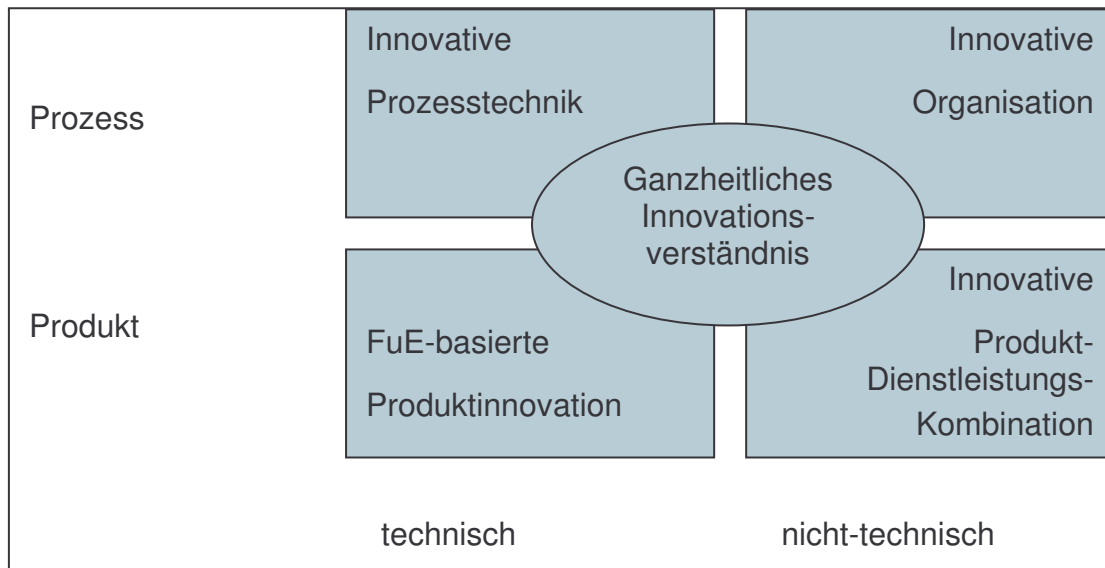 Prozess
Innovative
Prozesstechnik
Innovative
Organisation
Ganzheitliches
Innovations-
verständnis
Produkt
FuE-basierte
Produktinnovation
Innovative
Produkt-
Dienstleistungs-
Kombination
technisch
nicht-technisch